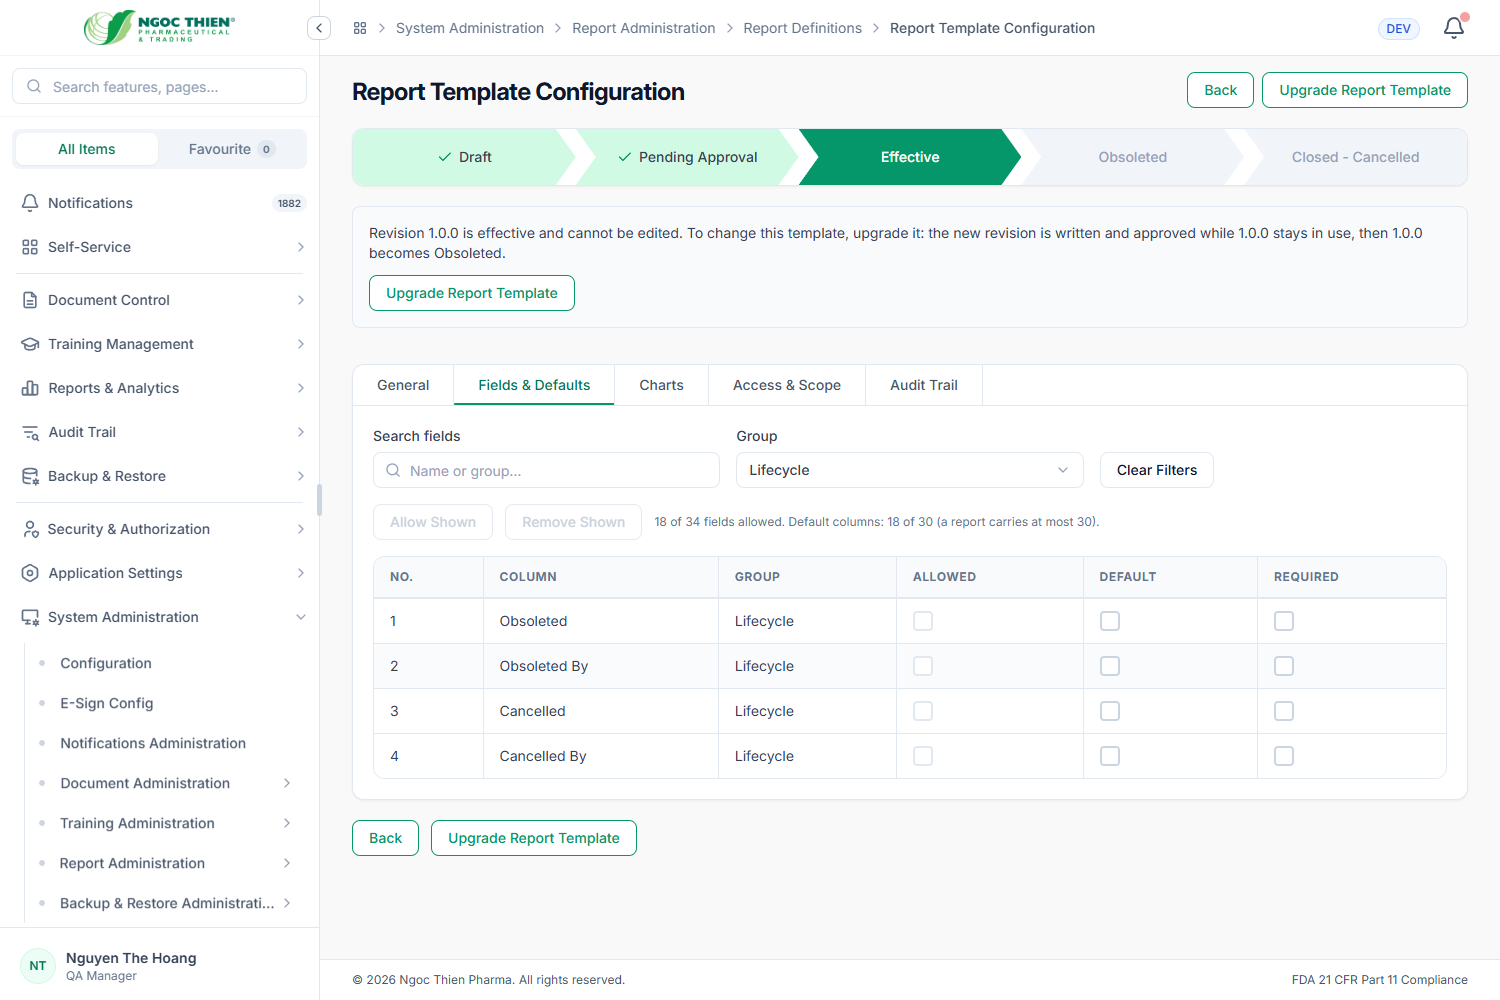 NGOC THIEN®
PHARMACEUTICAL
& TRADING
System Administration
Report Administration
Report Definitions
Report Template Configuration
DEV
Search features, pages...
All Items
Favourite 0
Notifications 1882
Self-Service
Document Control
Training Management
Reports & Analytics
Audit Trail
Backup & Restore
Security & Authorization
Application Settings
System Administration
Configuration
E-Sign Config
Notifications Administration
Document Administration
Training Administration
Report Administration
Backup & Restore Administrati...
NT
Nguyen The Hoang
QA Manager
Report Template Configuration
Back
Upgrade Report Template
Draft
Pending Approval
Effective
Obsoleted
Closed - Cancelled
Revision 1.0.0 is effective and cannot be edited. To change this template, upgrade it: the new revision is written and approved while 1.0.0 stays in use, then 1.0.0
becomes Obsoleted.
Upgrade Report Template
General
Fields & Defaults
Charts
Access & Scope
Audit Trail
Search fields
Group
Name or group...
Lifecycle
Clear Filters
Allow Shown
Remove Shown
18 of 34 fields allowed. Default columns: 18 of 30 (a report carries at most 30).
NO. COLUMN GROUP ALLOWED DEFAULT REQUIRED
1 Obsoleted Lifecycle
2 Obsoleted By Lifecycle
3 Cancelled Lifecycle
4 Cancelled By Lifecycle
Back
Upgrade Report Template
© 2026 Ngoc Thien Pharma. All rights reserved.
FDA 21 CFR Part 11 Compliance